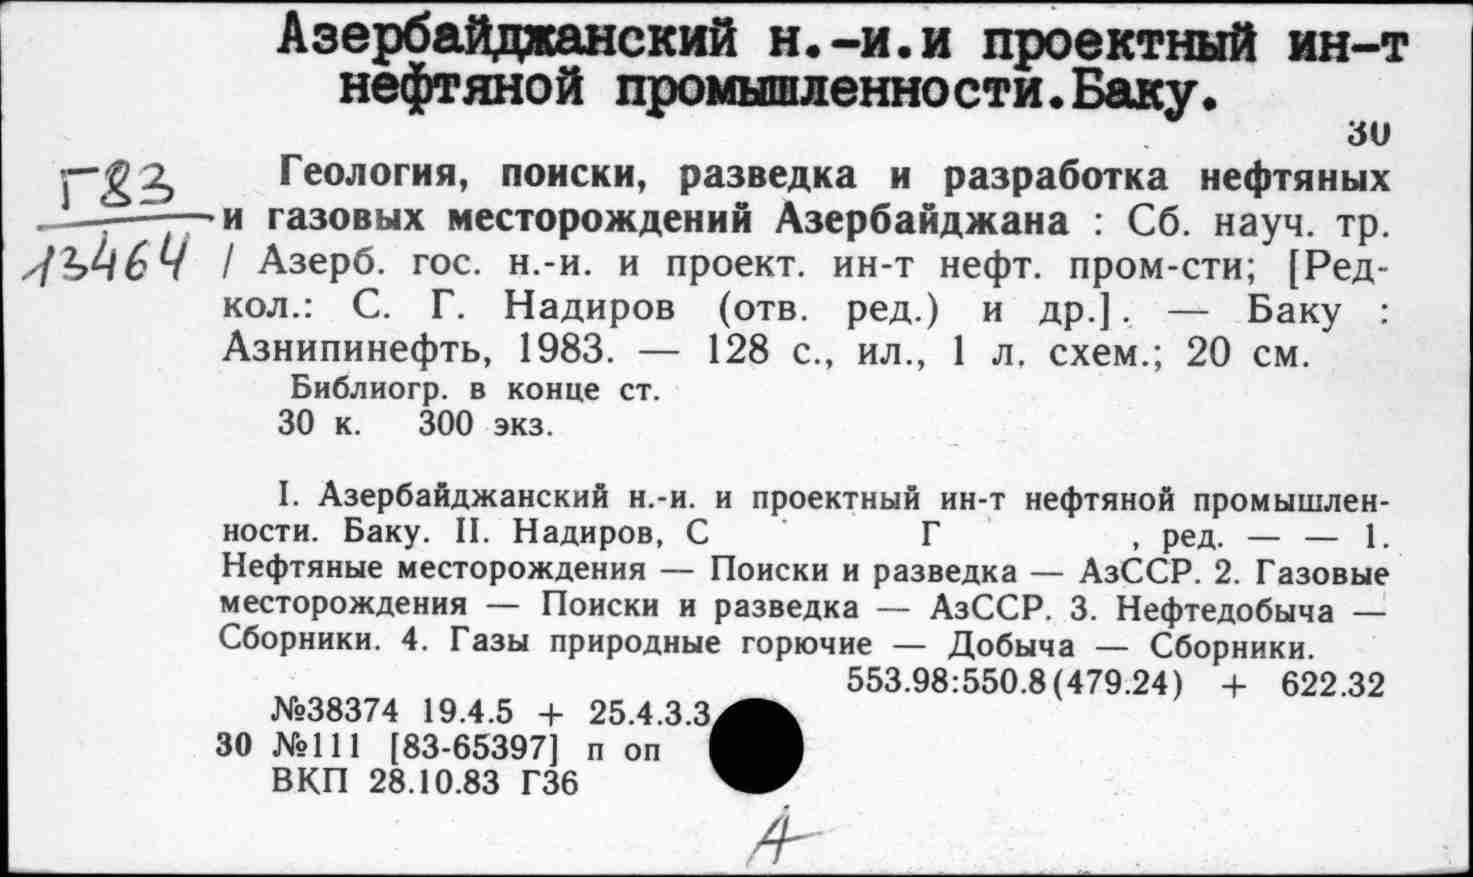 Азербайджанский н.-и.и проектный ин-т
нефтяной промышленности.Баку.
30
Г83
13464
Геология, поиски, разведка и разработка нефтяных
и газовых месторождений Азербайджана : Сб. науч. тр.
/ Азерб. гос. н.-и. и проект. ин-т нефт. пром-сти; [Ред-
кол.: С. Г. Надиров (отв. ред.) и др.]. — Баку :
Азнипинефть, 1983. — 128 с., ил., 1 л. схем.; 20 см.
Библиогр. в конце ст.
30 к. 300 экз.
I. Азербайджанский н.-и. и проектный ин-т нефтяной промышлен-
ности. Баку. II. Надиров, С Г , ред. — — 1.
Нефтяные месторождения — Поиски и разведка — АзССР. 2. Газовые
месторождения — Поиски и разведка — АзССР. 3. Нефтедобыча —
Сборники. 4. Газы природные горючие — Добыча — Сборники.
553.98:550.8(479.24) + 622.32
№38374 19.4.5 + 25.4.3.3
30 №111 [83-65397] п оп
ВКП 28.10.83 Г36
А